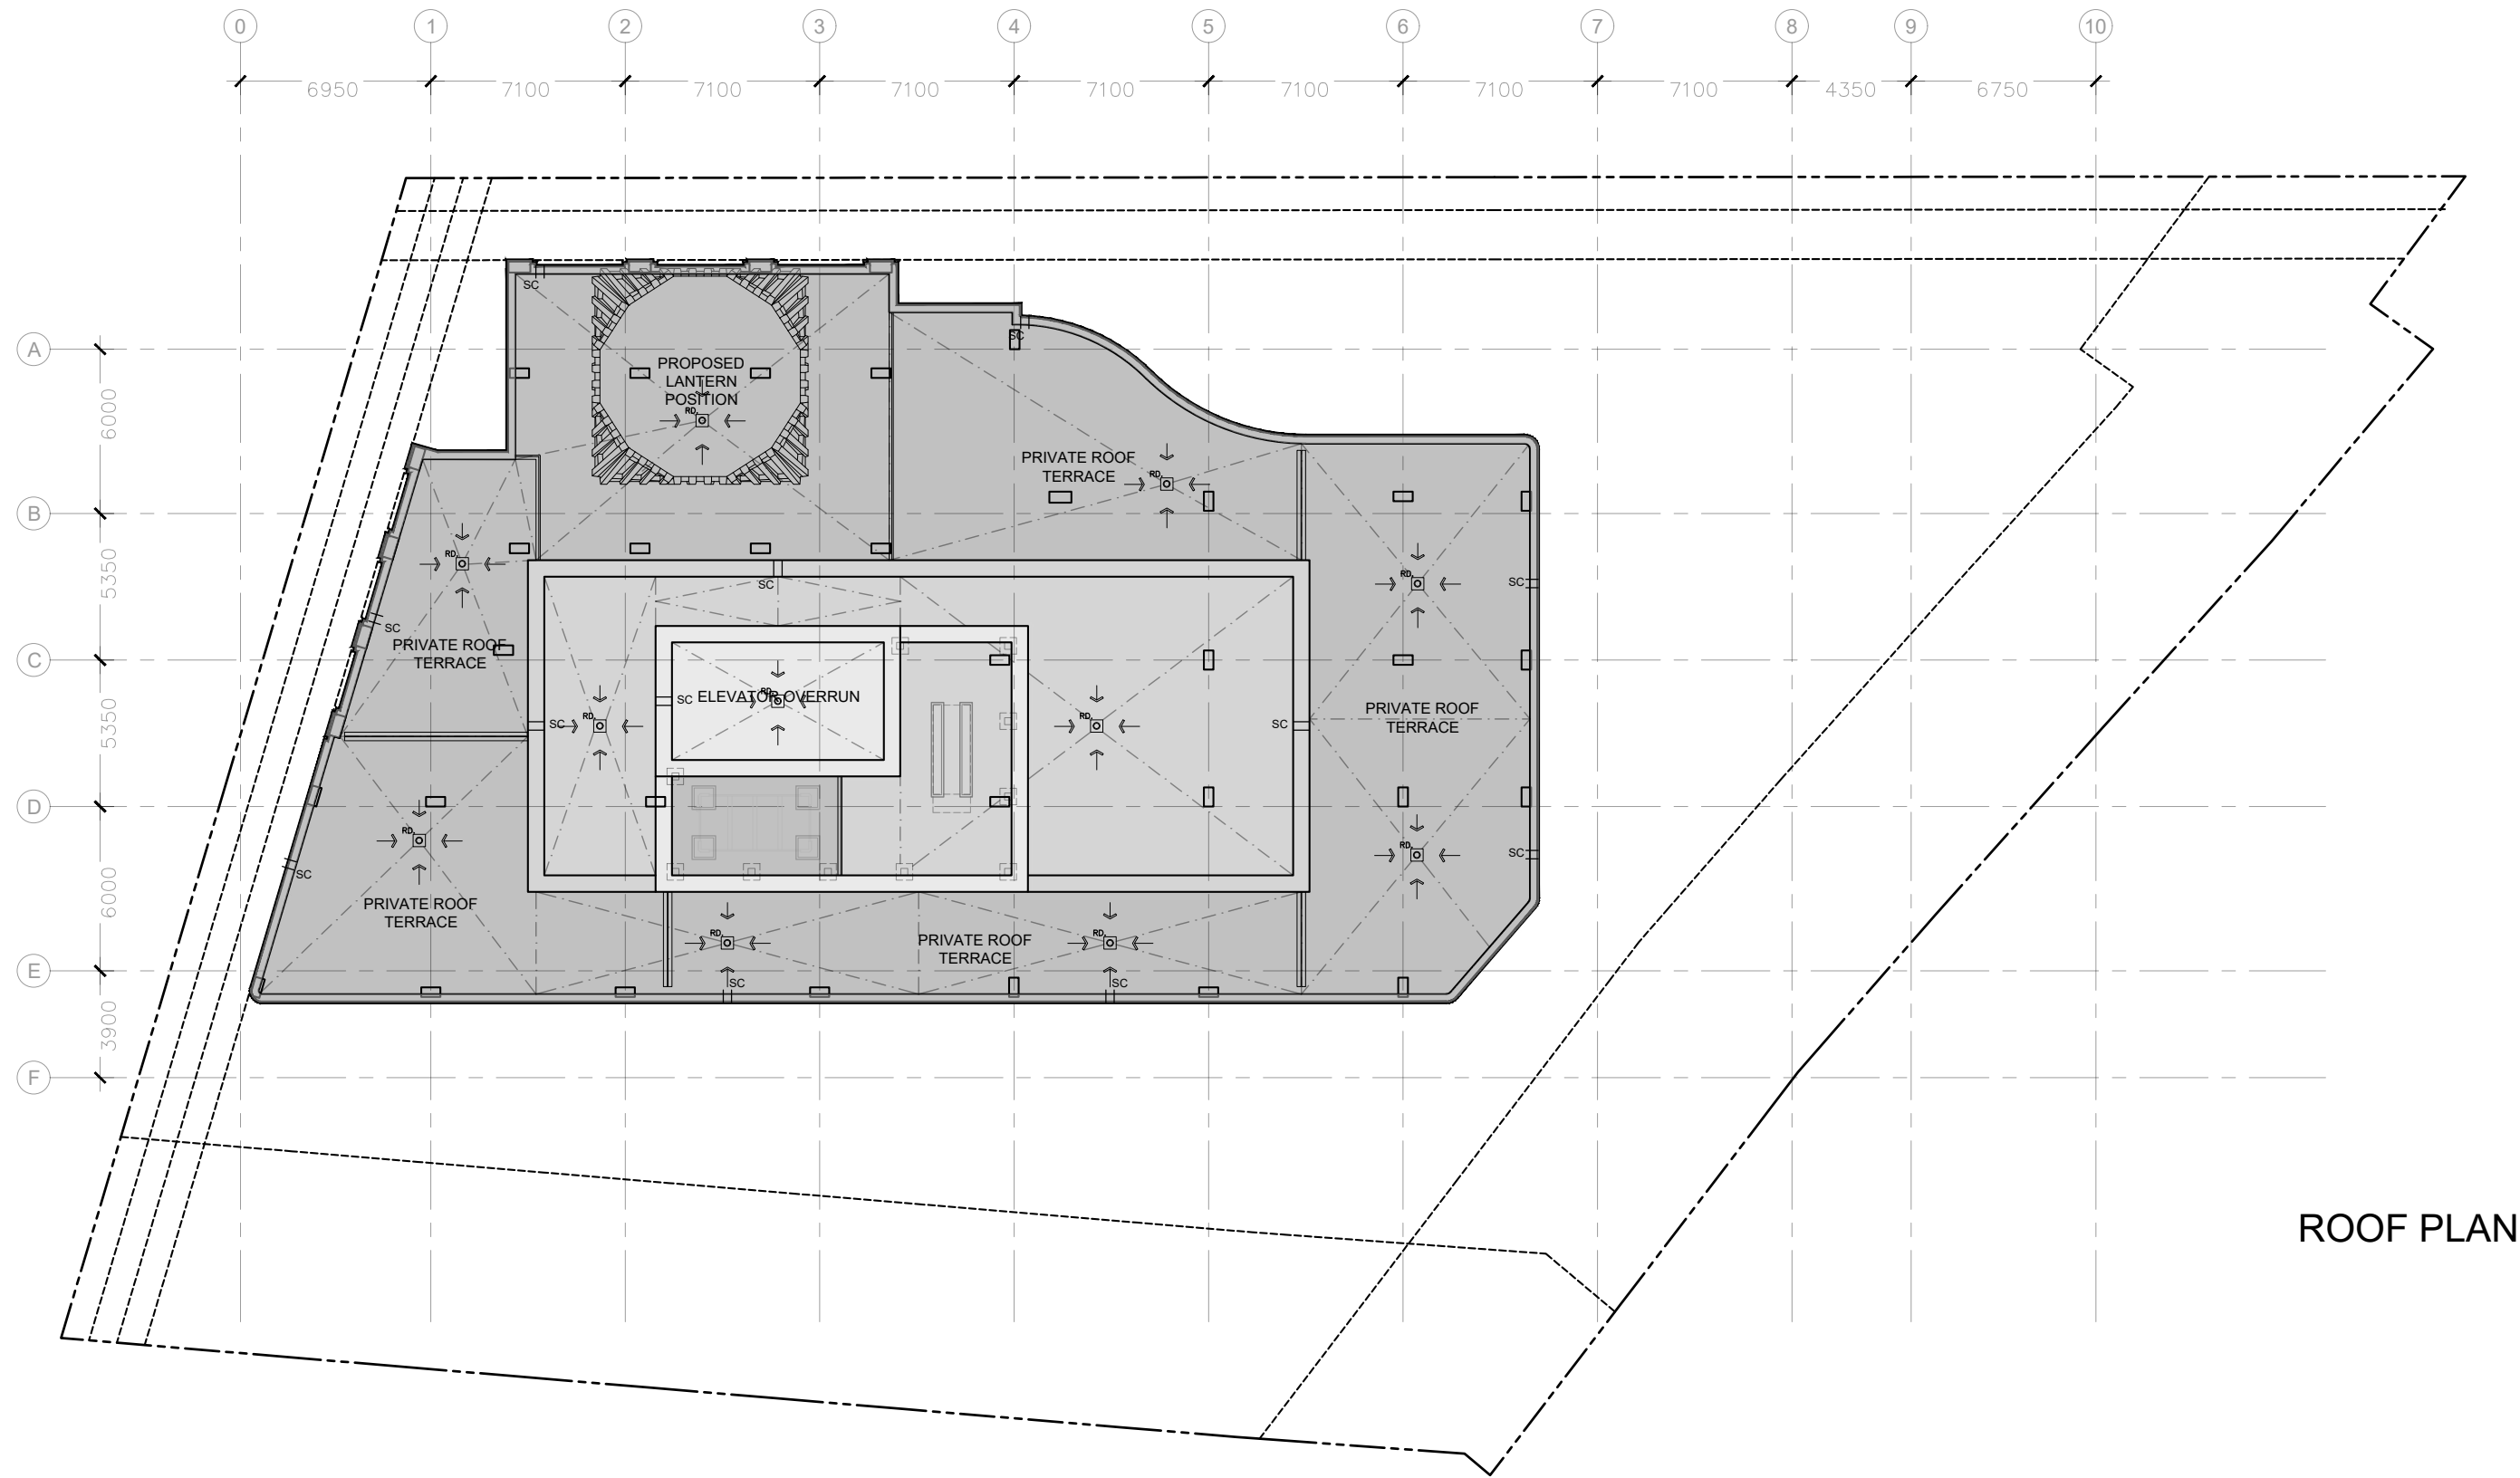 0 1 2 3 4 5 6 7 8 9 10
6950 7100 7100 7100 7100 7100 7100 7100 4350 6750
SC
A
SC
PROPOSED
LANTERN
POSITION
RD.
6000
PRIVATE ROOF
TERRACE
RD.
B
RD.
RD.
5350
SC
SC
SC
PRIVATE ROOF
TERRACE
C
RD.
ELEVATOR OVERRUN
SC
PRIVATE ROOF
TERRACE
5350
SC
RD.
RD.
SC
D
RD.
RD.
SC
SC
6000
PRIVATE ROOF
TERRACE
RD.
PRIVATE ROOF
TERRACE
RD.
E
SC
SC
3900
F
ROOF PLAN